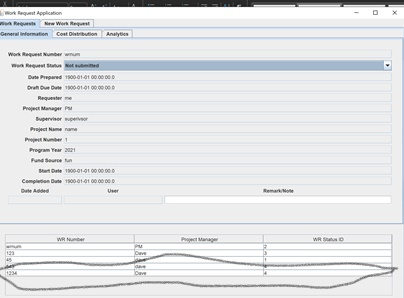 Work Request Application
Work Requests New Work Request
General Information Cost Distribution Analytics
Work Request Number wrnum
Work Request Status Not submitted
Date Prepared 1900-01-01 00:00:00.0
Draft Due Date 1900-01-01 00:00:00.0
Requester me
Project Manager PM
Supervisor supervisor
Project Name name
Project Number 1
Program Year 2021
Fund Source fun
Start Date 1900-01-01 00:00:00.0
Completion Date 1900-01-01 00:00:00.0
Date Added User Remark/Note
WR Number Project Manager WR Status ID
wrnum PM 2
123 Dave 3
45 Dave 1
dave
1234 Dave 4